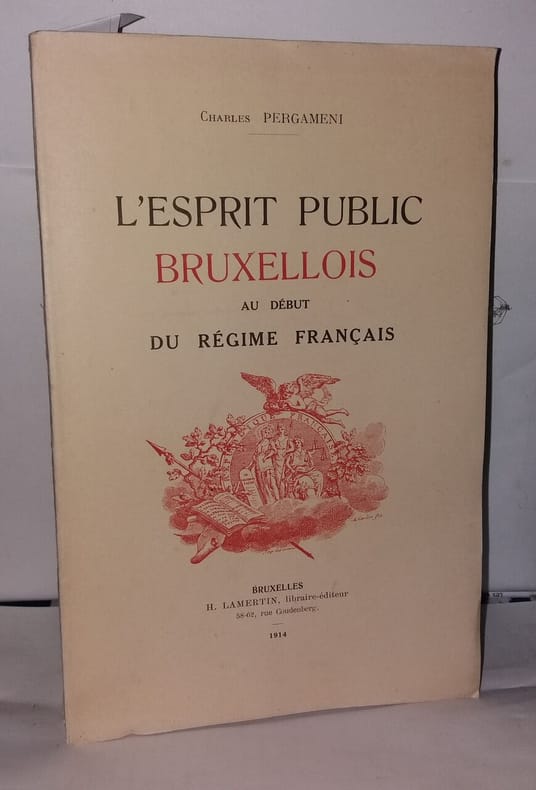 Charles PERGAMENI
L'ESPRIT PUBLIC
BRUXELLOIS
AU DÉBUT
DU RÉGIME FRANÇAIS
FRANÇAISE
BRUXELLES
H. LAMERTIN, libraire-éditeur
58-62, rue Coudenberg.
1914